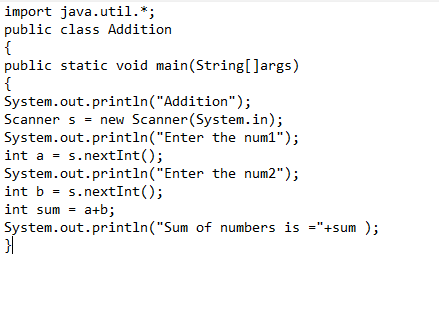 import java.util.*;
public class Addition
{
public static void main(String[]args)
{
System.out.println("Addition");
Scanner s = new Scanner(System.in);
System.out.println("Enter the num1");
int a = s.nextInt();
System.out.println("Enter the num2");
int b = s.nextInt();
int sum = a+b;
System.out.println("Sum of numbers is ="+sum );
}